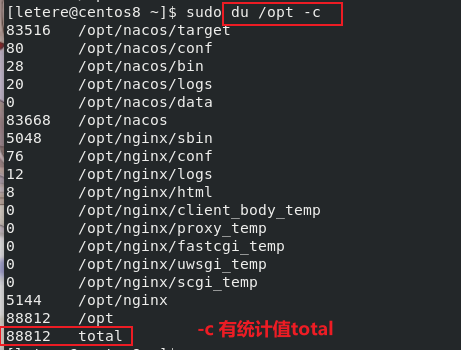 [letere@centos8 ~]$ sudo du /opt -c
83516 /opt/nacos/target
80 /opt/nacos/conf
28 /opt/nacos/bin
20 /opt/nacos/logs
0 /opt/nacos/data
83668 /opt/nacos
5048 /opt/nginx/sbin
76 /opt/nginx/conf
12 /opt/nginx/logs
8 /opt/nginx/html
0 /opt/nginx/client_body_temp
0 /opt/nginx/proxy_temp
0 /opt/nginx/fastcgi_temp
0 /opt/nginx/uwsgi_temp
0 /opt/nginx/scgi_temp
5144 /opt/nginx
88812 /opt
88812 total
-c 有统计值total